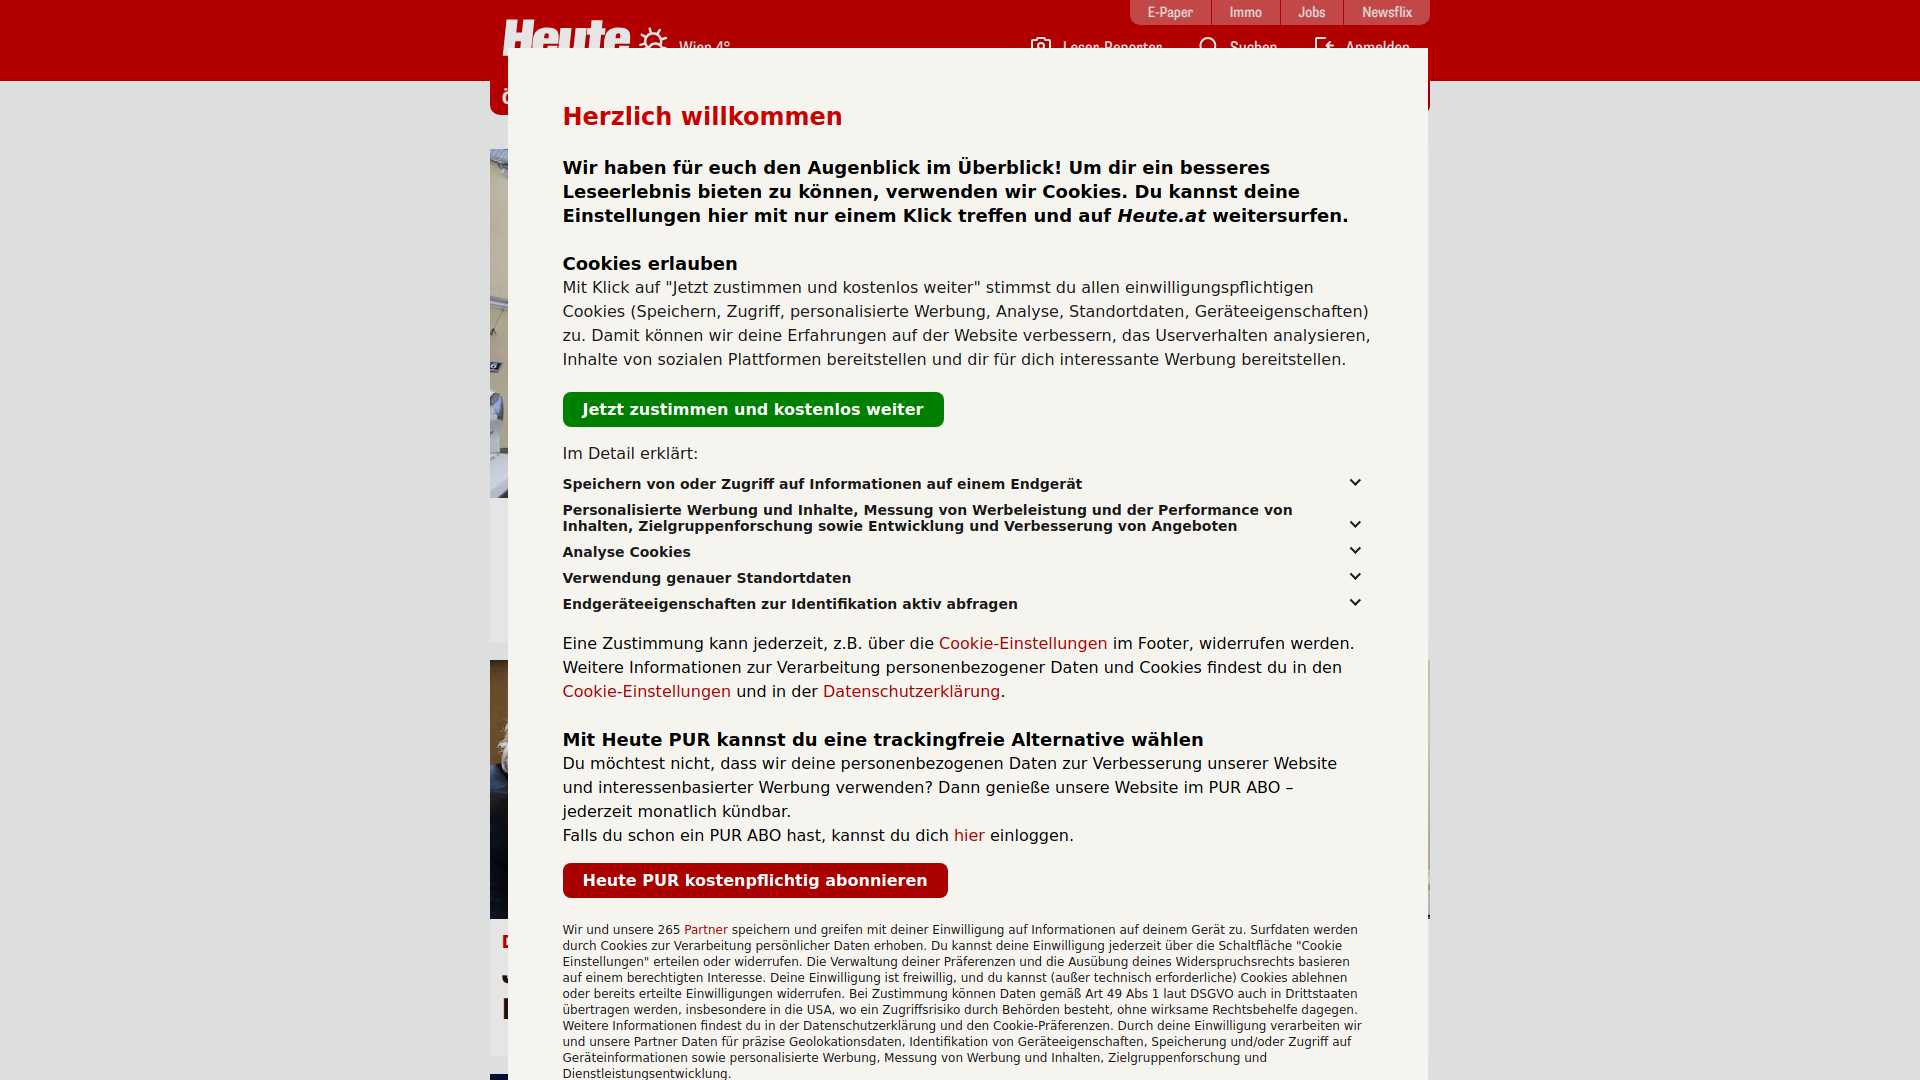 E-Paper
Immo
Jobs
Newsflix
Heute
Wien 4°
Leser-Reporter
Suchen
Anmelden
Herzlich willkommen
Wir haben für euch den Augenblick im Überblick! Um dir ein besseres
Leseerlebnis bieten zu können, verwenden wir Cookies. Du kannst deine
Einstellungen hier mit nur einem Klick treffen und auf Heute.at weitersurfen.
Cookies erlauben
Mit Klick auf "Jetzt zustimmen und kostenlos weiter" stimmst du allen einwilligungspflichtigen
Cookies (Speichern, Zugriff, personalisierte Werbung, Analyse, Standortdaten, Geräteeigenschaften)
zu. Damit können wir deine Erfahrungen auf der Website verbessern, das Userverhalten analysieren,
Inhalte von sozialen Plattformen bereitstellen und dir für dich interessante Werbung bereitstellen.
Jetzt zustimmen und kostenlos weiter
Im Detail erklärt:
Speichern von oder Zugriff auf Informationen auf einem Endgerät
Personalisierte Werbung und Inhalte, Messung von Werbeleistung und der Performance von
Inhalten, Zielgruppenforschung sowie Entwicklung und Verbesserung von Angeboten
Analyse Cookies
Verwendung genauer Standortdaten
Endgeräteeigenschaften zur Identifikation aktiv abfragen
Eine Zustimmung kann jederzeit, z.B. über die Cookie-Einstellungen im Footer, widerrufen werden.
Weitere Informationen zur Verarbeitung personenbezogener Daten und Cookies findest du in den
Cookie-Einstellungen und in der Datenschutzerklärung.
Mit Heute PUR kannst du eine trackingfreie Alternative wählen
Du möchtest nicht, dass wir deine personenbezogenen Daten zur Verbesserung unserer Website
und interessenbasierter Werbung verwenden? Dann genieße unsere Website im PUR ABO –
jederzeit monatlich kündbar.
Falls du schon ein PUR ABO hast, kannst du dich hier einloggen.
Heute PUR kostenpflichtig abonnieren
Wir und unsere 265 Partner speichern und greifen mit deiner Einwilligung auf Informationen auf deinem Gerät zu. Surfdaten werden
durch Cookies zur Verarbeitung persönlicher Daten erhoben. Du kannst deine Einwilligung jederzeit über die Schaltfläche "Cookie
Einstellungen" erteilen oder widerrufen. Die Verwaltung deiner Präferenzen und die Ausübung deines Widerspruchsrechts basieren
auf einem berechtigten Interesse. Deine Einwilligung ist freiwillig, und du kannst (außer technisch erforderliche) Cookies ablehnen
oder bereits erteilte Einwilligungen widerrufen. Bei Zustimmung können Daten gemäß Art 49 Abs 1 laut DSGVO auch in Drittstaaten
übertragen werden, insbesondere in die USA, wo ein Zugriffsrisiko durch Behörden besteht, ohne wirksame Rechtsbehelfe dagegen.
Weitere Informationen findest du in der Datenschutzerklärung und den Cookie-Präferenzen. Durch deine Einwilligung verarbeiten wir
und unsere Partner Daten für präzise Geolokationsdaten, Identifikation von Geräteeigenschaften, Speicherung und/oder Zugriff auf
Geräteinformationen sowie personalisierte Werbung, Messung von Werbung und Inhalten, Zielgruppenforschung und
Dienstleistungsentwicklung.